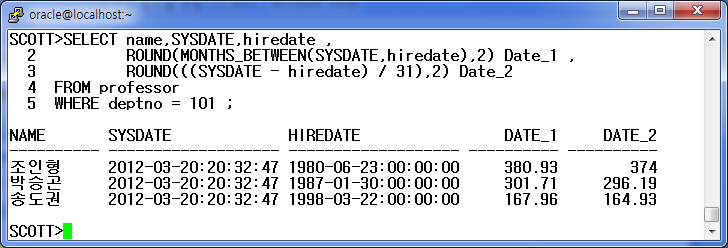 oracle@localhost:~
SCOTT>SELECT name,SYSDATE,hiredate ,
2 ROUND(MONTHS_BETWEEN(SYSDATE,hiredate),2) Date_1 ,
3 ROUND(((SYSDATE - hiredate) / 31),2) Date_2
4 FROM professor
5 WHERE deptno = 101 ;
NAME SYSDATE HIREDATE DATE_1 DATE_2
---------- ------------------- ------------------- ---------- ----------
조인형 2012-03-20:20:32:47 1980-06-23:00:00:00 380.93 374
박승곤 2012-03-20:20:32:47 1987-01-30:00:00:00 301.71 296.19
송도권 2012-03-20:20:32:47 1998-03-22:00:00:00 167.96 164.93
SCOTT>